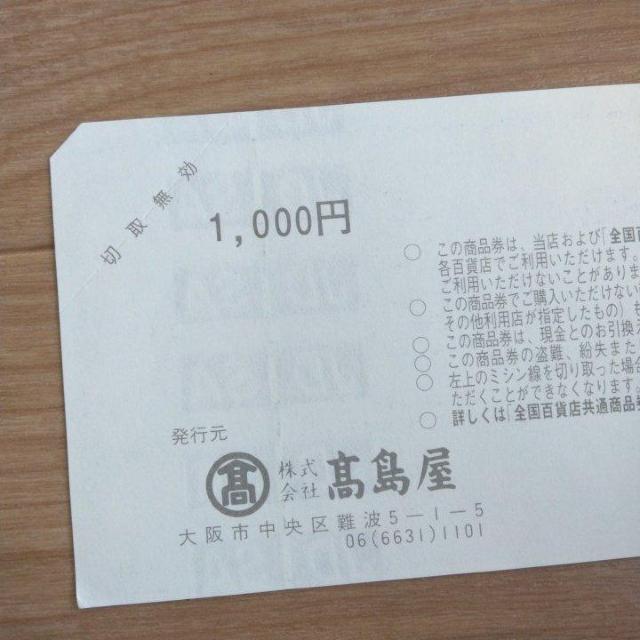 切取無効
1,000円
○ この商品券は、当店および「全国百
各百貨店でご利用いただけます。
ご利用いただけないことがありま
○ この商品券でご購入いただけない
その他利用店が指定したもの)も
○ この商品券は、現金とのお引換
○ この商品券の盗難、紛失また
○ 左上のミシン線を切り取った場合
ただくことができなくなります。
○ 詳しくは「全国百貨店共通商品券
発行元
髙 株式会社 髙島屋
大阪市中央区難波5-1-5
06(6631)1101